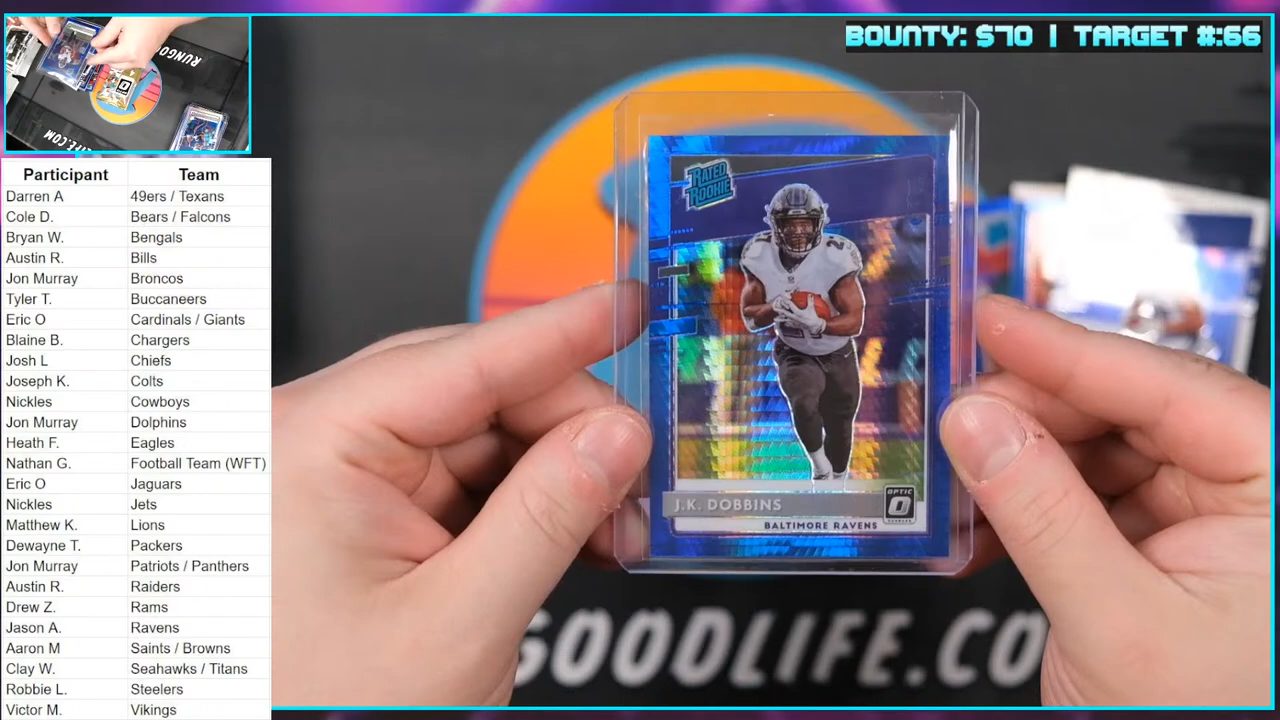 BOUNTY: $70 | TARGET #:66
RUNGOOD
LIFE.COM
Participant Team
Darren A 49ers / Texans
Cole D. Bears / Falcons
Bryan W. Bengals
Austin R. Bills
Jon Murray Broncos
Tyler T. Buccaneers
Eric O Cardinals / Giants
Blaine B. Chargers
Josh L Chiefs
Joseph K. Colts
Nickles Cowboys
Jon Murray Dolphins
Heath F. Eagles
Nathan G. Football Team (WFT)
Eric O Jaguars
Nickles Jets
Matthew K. Lions
Dewayne T. Packers
Jon Murray Patriots / Panthers
Austin R. Raiders
Drew Z. Rams
Jason A. Ravens
Aaron M Saints / Browns
Clay W. Seahawks / Titans
Robbie L. Steelers
Victor M. Vikings
RATED
ROOKIE
J.K. DOBBINS
OPTIC
BALTIMORE RAVENS
GOODLIFE.CO